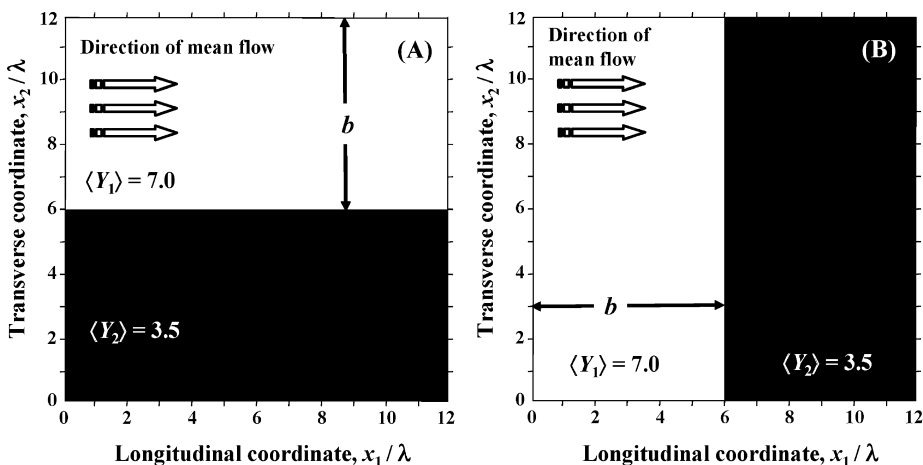 (A)
Direction of mean flow
b
⟨Y1⟩ = 7.0
⟨Y2⟩ = 3.5
12
10
8
6
4
2
0
0 2 4 6 8 10 12
Transverse coordinate, x2 / λ
Longitudinal coordinate, x1 / λ
(B)
Direction of
mean flow
b
⟨Y1⟩ = 7.0
⟨Y2⟩ = 3.5
12
10
8
6
4
2
0
0 2 4 6 8 10 12
Transverse coordinate, x2 / λ
Longitudinal coordinate, x1 / λ